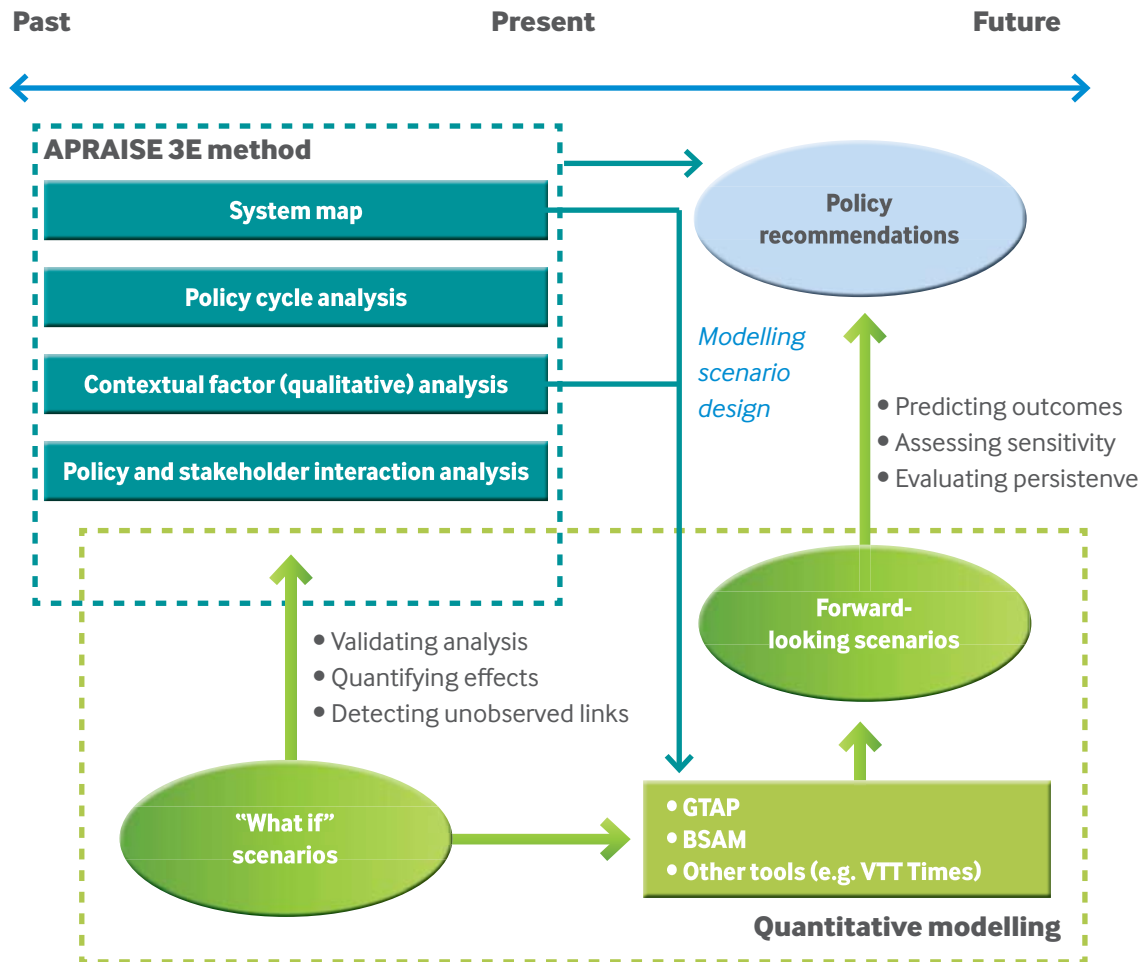 Past
Present
Future
APRAISE 3E method
System map
Policy cycle analysis
Contextual factor (qualitative) analysis
Policy and stakeholder interaction analysis
Policy
recommendations
Modelling
scenario
design
• Predicting outcomes
• Assessing sensitivity
• Evaluating persistenve
• Validating analysis
• Quantifying effects
• Detecting unobserved links
Forward-
looking scenarios
“What if”
scenarios
• GTAP
• BSAM
• Other tools (e.g. VTT Times)
Quantitative modelling